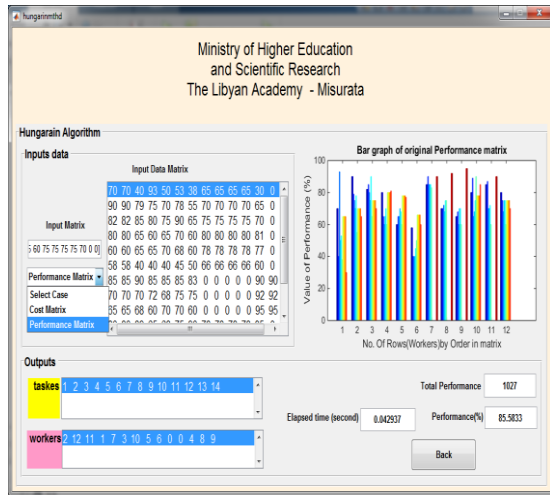 hungarinmthd
Ministry of Higher Education
and Scientific Research
The Libyan Academy - Misurata
Hungarain Algorithm
Inputs data
Input Data Matrix
Input Matrix
5 60 75 75 75 75 70 0 0]
Performance Matrix
Select Case
Cost Matrix
Performance Matrix
70 70 40 93 50 53 38 65 65 65 65 30 0
90 90 79 75 70 78 55 70 70 70 70 65 0
82 82 85 80 75 90 65 75 75 75 75 70 0
80 80 65 60 65 70 60 80 80 80 80 81 0
60 60 65 65 70 68 60 78 78 78 78 77 0
58 58 40 40 40 45 50 66 66 66 66 60 0
85 85 90 85 85 85 83 0 0 0 0 90 90
70 70 70 72 68 75 75 0 0 0 0 92 92
65 65 68 60 70 70 60 0 0 0 0 95 95
Bar graph of original Performance matrix
Value of Performance (%)
100
80
60
40
20
0
1 2 3 4 5 6 7 8 9 10 11 12
No. Of Rows(Workers)by Order in matrix
Outputs
taskes
1 2 3 4 5 6 7 8 9 10 11 12 13 14
workers
2 12 11 1 7 3 10 5 6 0 0 4 8 9
Total Performance
1027
Elapsed time (second)
0.042937
Performance(%)
85.5833
Back